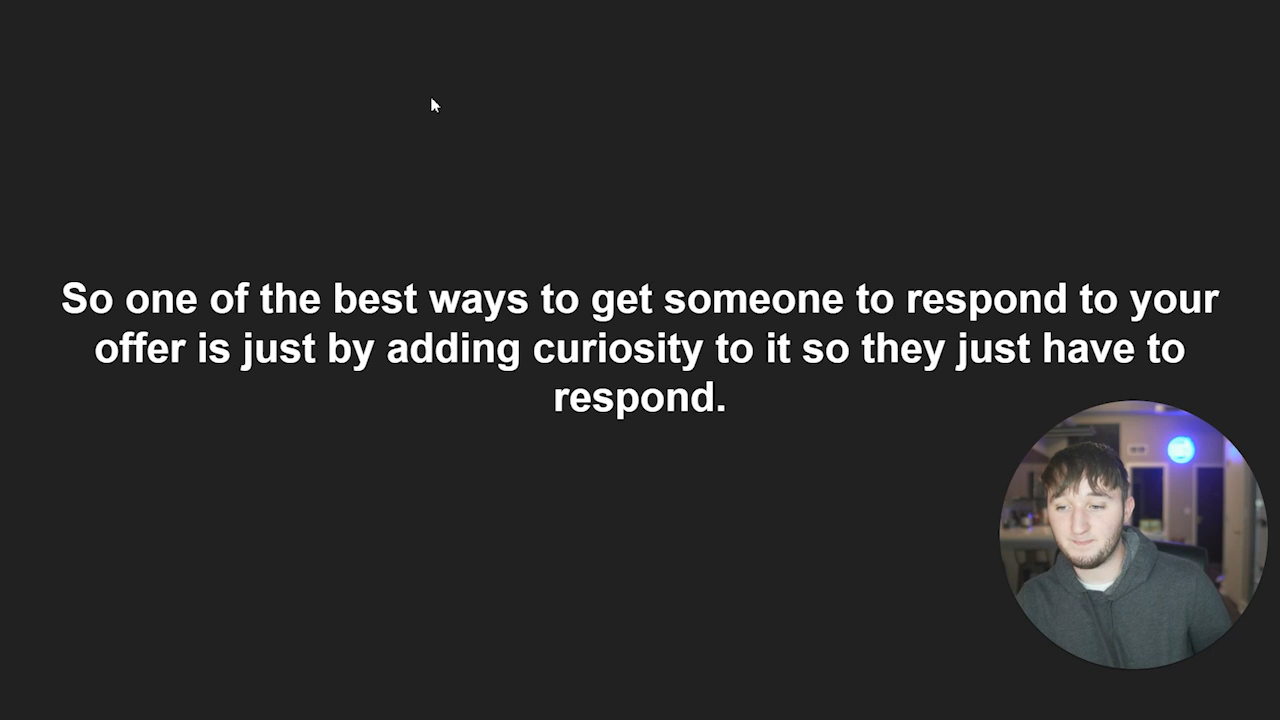 So one of the best ways to get someone to respond to your
offer is just by adding curiosity to it so they just have to
respond.